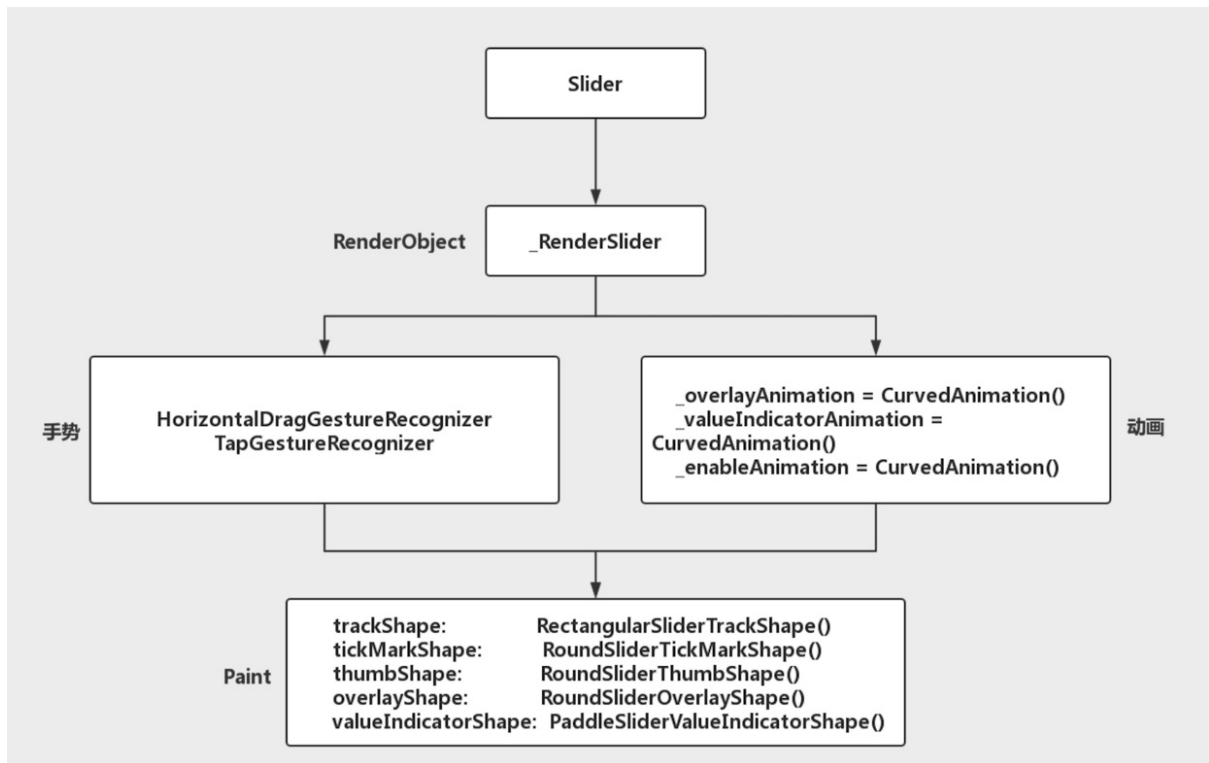 Slider
RenderObject
_RenderSlider
手势
HorizontalDragGestureRecognizer
TapGestureRecognizer
_overlayAnimation = CurvedAnimation()
_valueIndicatorAnimation =
CurvedAnimation()
_enableAnimation = CurvedAnimation()
动画
Paint
trackShape: RectangularSliderTrackShape()
tickMarkShape: RoundSliderTickMarkShape()
thumbShape: RoundSliderThumbShape()
overlayShape: RoundSliderOverlayShape()
valueIndicatorShape: PaddleSliderValueIndicatorShape()